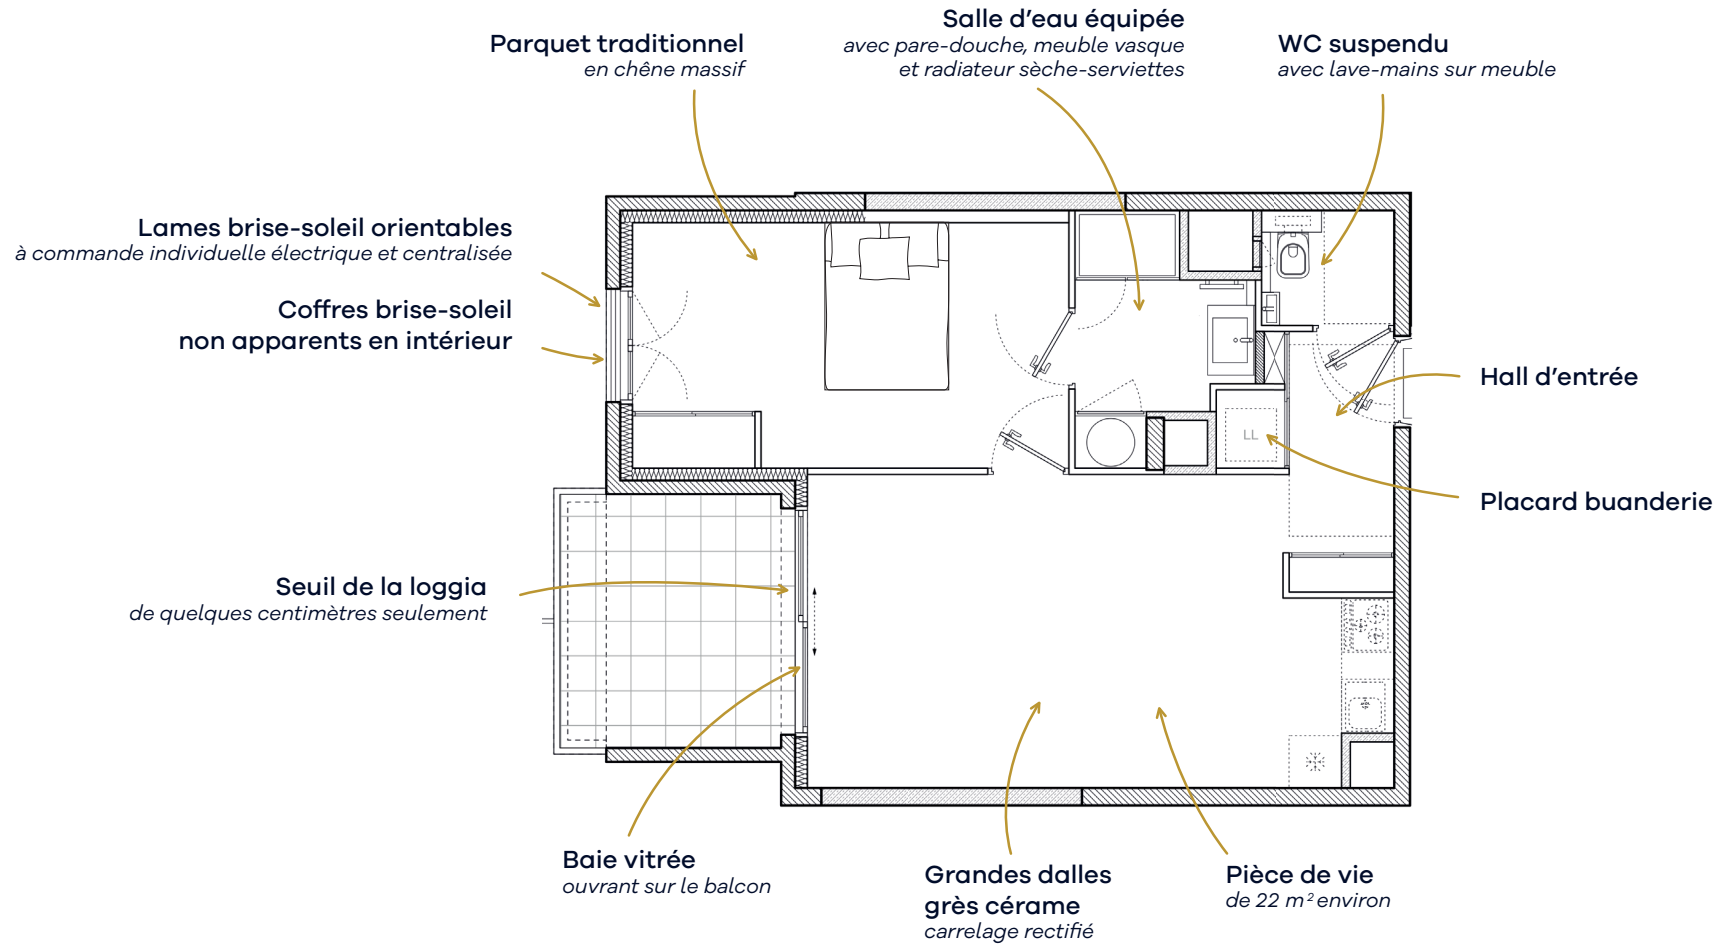 Salle d'eau équipée
avec pare-douche, meuble vasque
et radiateur sèche-serviettes
Parquet traditionnel
en chêne massif
WC suspendu
avec lave-mains sur meuble
Lames brise-soleil orientables
à commande individuelle électrique et centralisée
Coffres brise-soleil
non apparents en intérieur
Hall d'entrée
LL
Placard buanderie
Seuil de la loggia
de quelques centimètres seulement
Baie vitrée
ouvrant sur le balcon
Grandes dalles
grès cérame
carrelage rectifié
Pièce de vie
de 22 m² environ